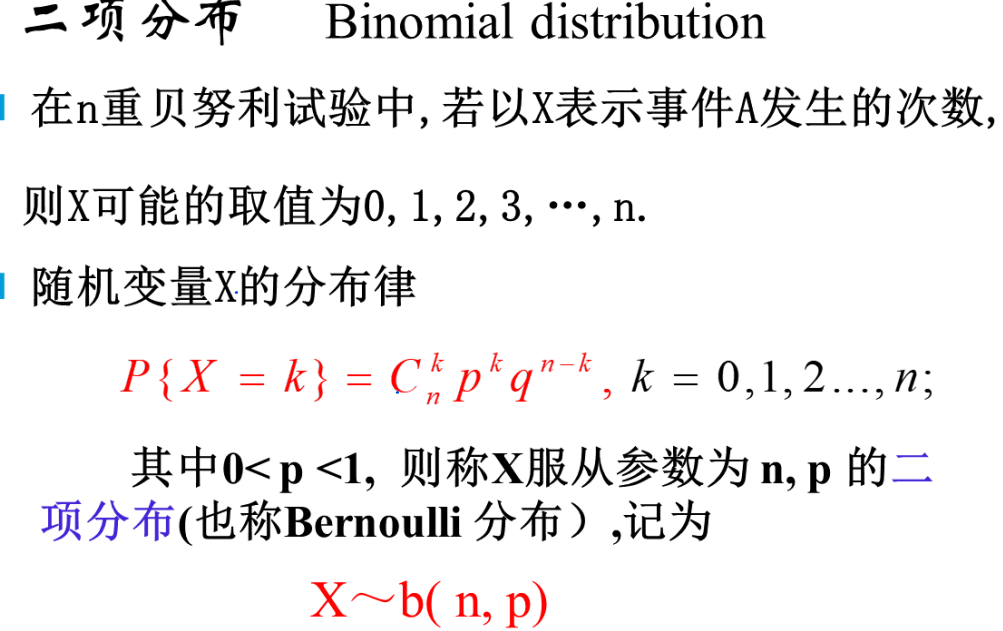 二项分布 Binomial distribution
在n重贝努利试验中,若以X表示事件A发生的次数,
则X可能的取值为0,1,2,3,…,n.
随机变量X的分布律
P{X = k} = C_n^k p^k q^{n-k}, k = 0,1,2...,n;
其中0< p <1, 则称X服从参数为 n, p 的二
项分布(也称Bernoulli 分布）,记为
X～b( n, p)